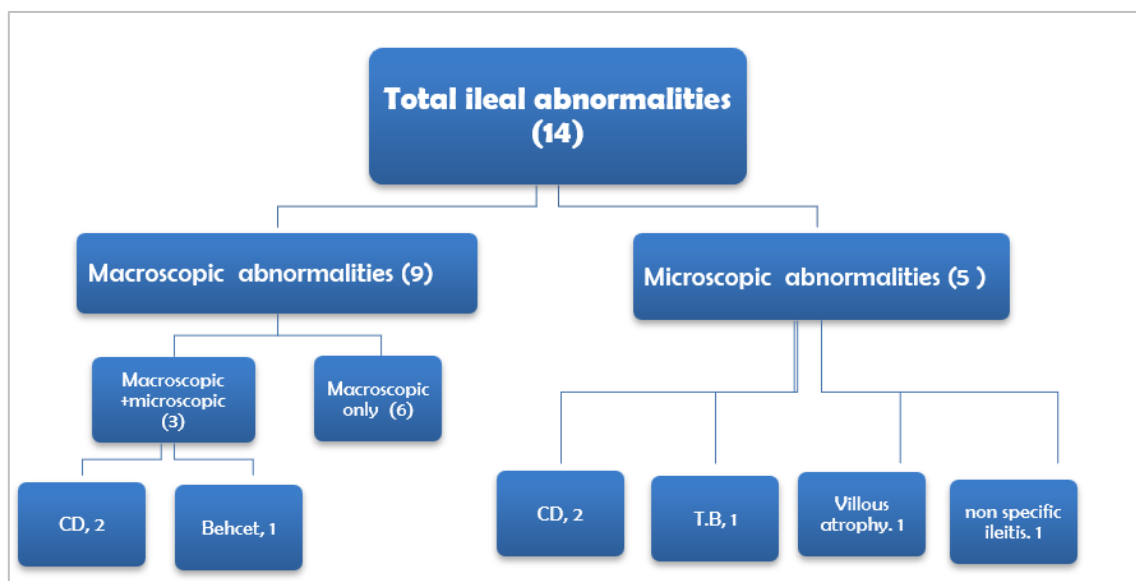 Total ileal abnormalities
(14)
Macroscopic abnormalities (9)
Microscopic abnormalities (5 )
Macroscopic
+microscopic
(3)
Macroscopic
only (6)
CD, 2
Behcet, 1
CD, 2
T.B, 1
Villous
atrophy. 1
non specific
ileitis. 1